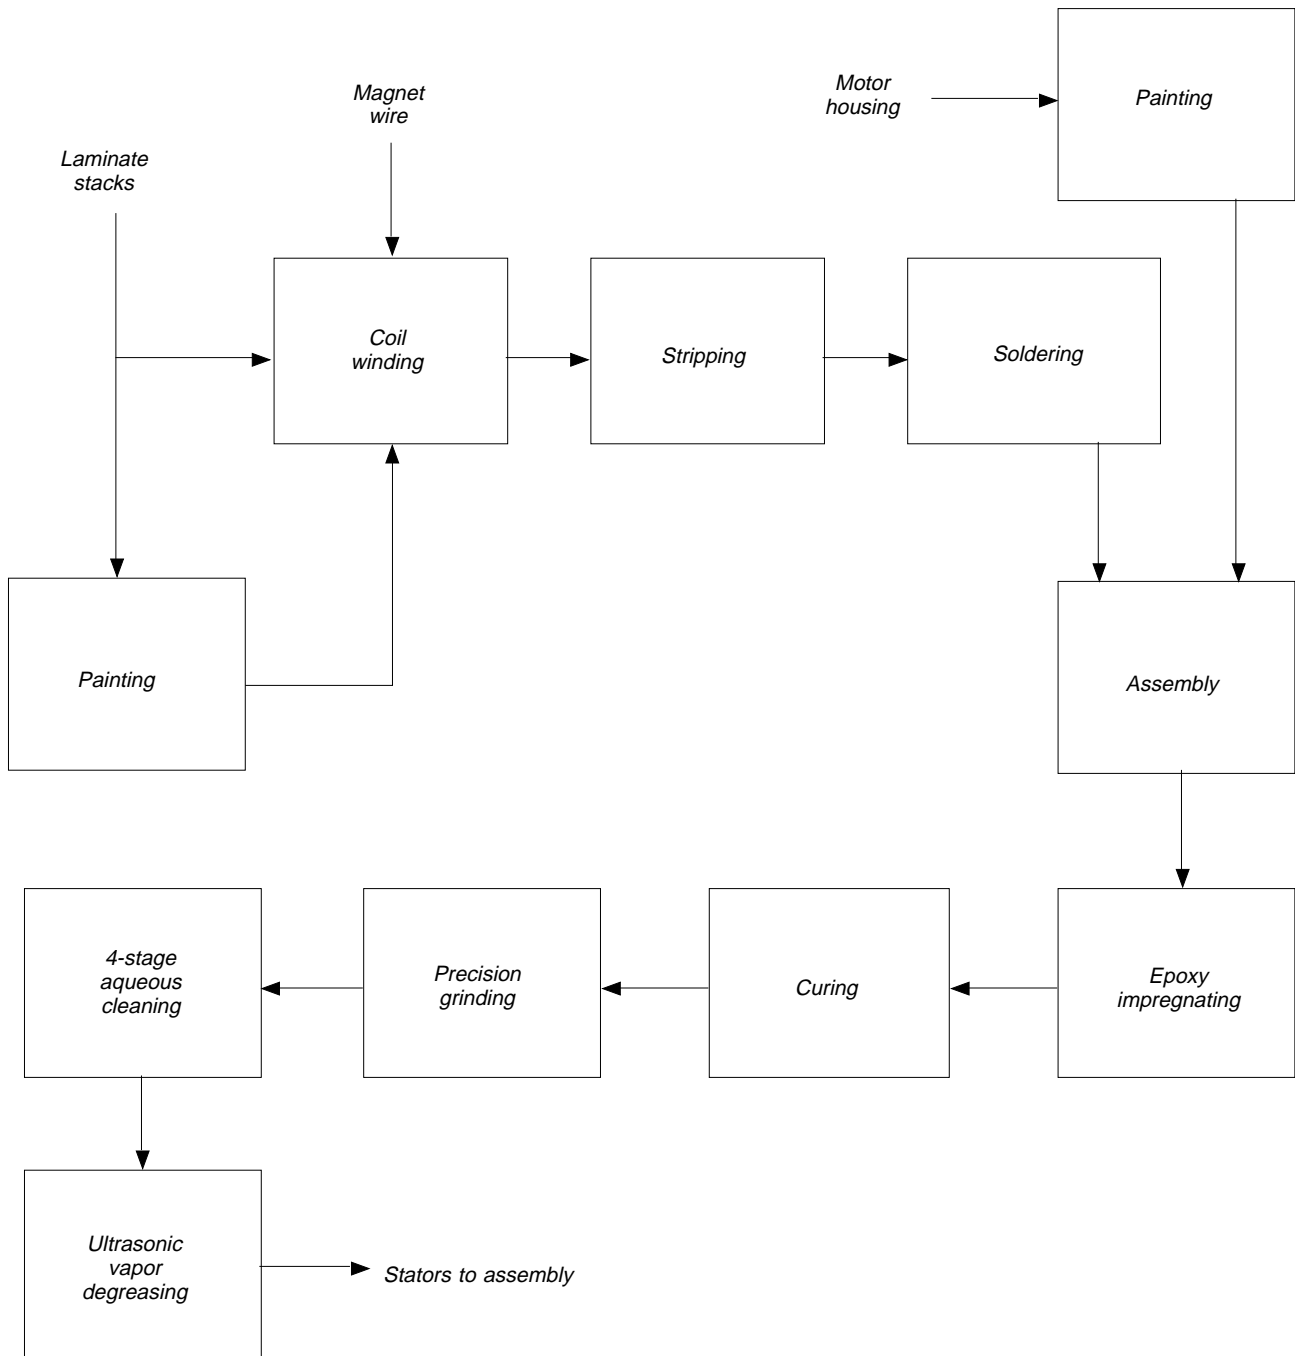 Magnet
wire
Motor
housing
Painting
Laminate
stacks
Coil
winding
Stripping
Soldering
Painting
Assembly
4-stage
aqueous
cleaning
Precision
grinding
Curing
Epoxy
impregnating
Ultrasonic
vapor
degreasing
Stators to assembly